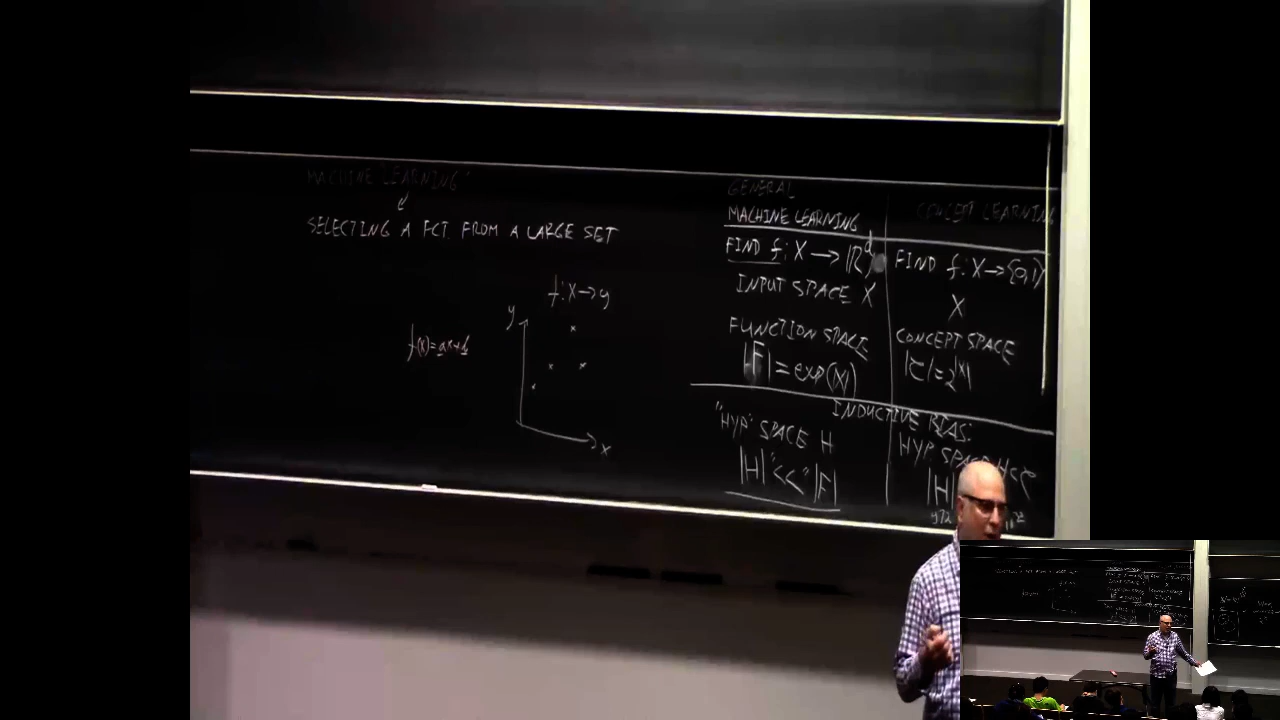 MACHINE LEARNING:
SELECTING A FCT. FROM A LARGE SET
f: X → y
y
f(x)=ax+b
x
GENERAL
MACHINE LEARNING
FIND f: X → ℝᵈ
INPUT SPACE X
FUNCTION SPACE
|F| = exp(|X|)
"HYP" SPACE H
|H| "<<" |F|
CONCEPT LEARNING
FIND f: X → {0,1}
X
CONCEPT SPACE
|C| = 2^|X|
INDUCTIVE BIAS:
HYP. SPACE H⊂C
|H|